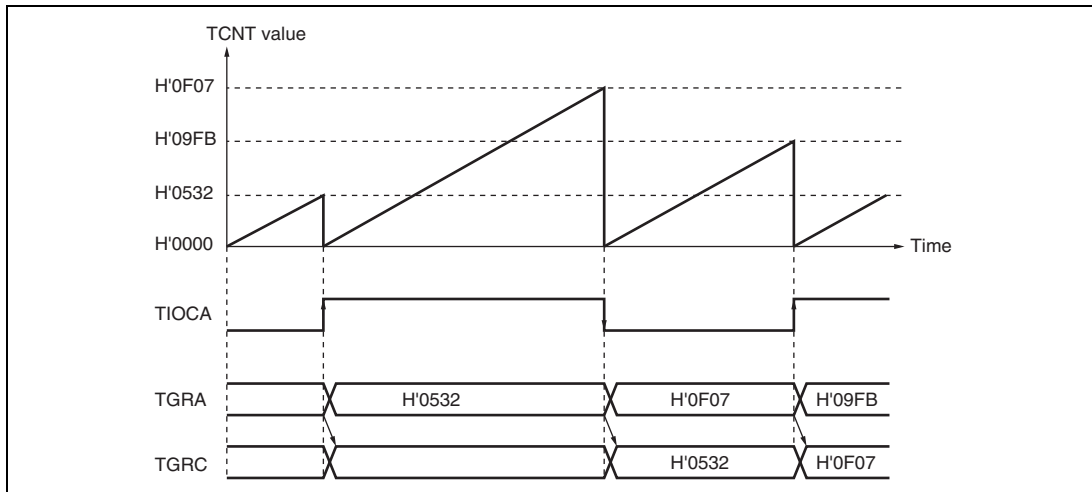 TCNT value
H'0F07
H'09FB
H'0532
H'0000
Time
TIOCA
TGRA
H'0532
H'0F07
H'09FB
TGRC
H'0532
H'0F07